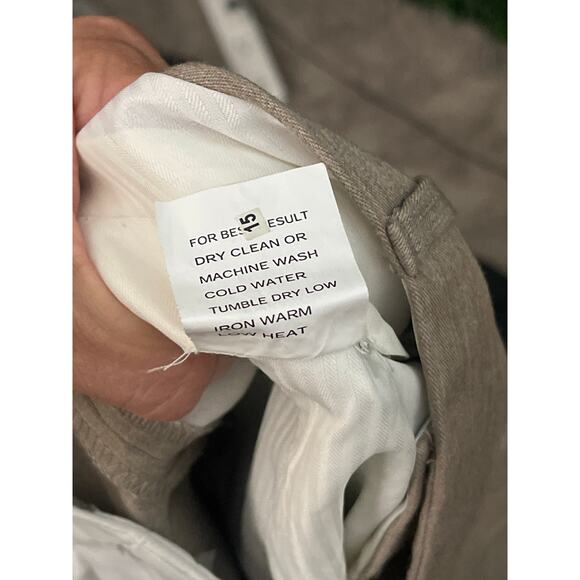 FOR BES ESULT
15
DRY CLEAN OR
MACHINE WASH
COLD WATER
TUMBLE DRY LOW
IRON WARM
LOW HEAT